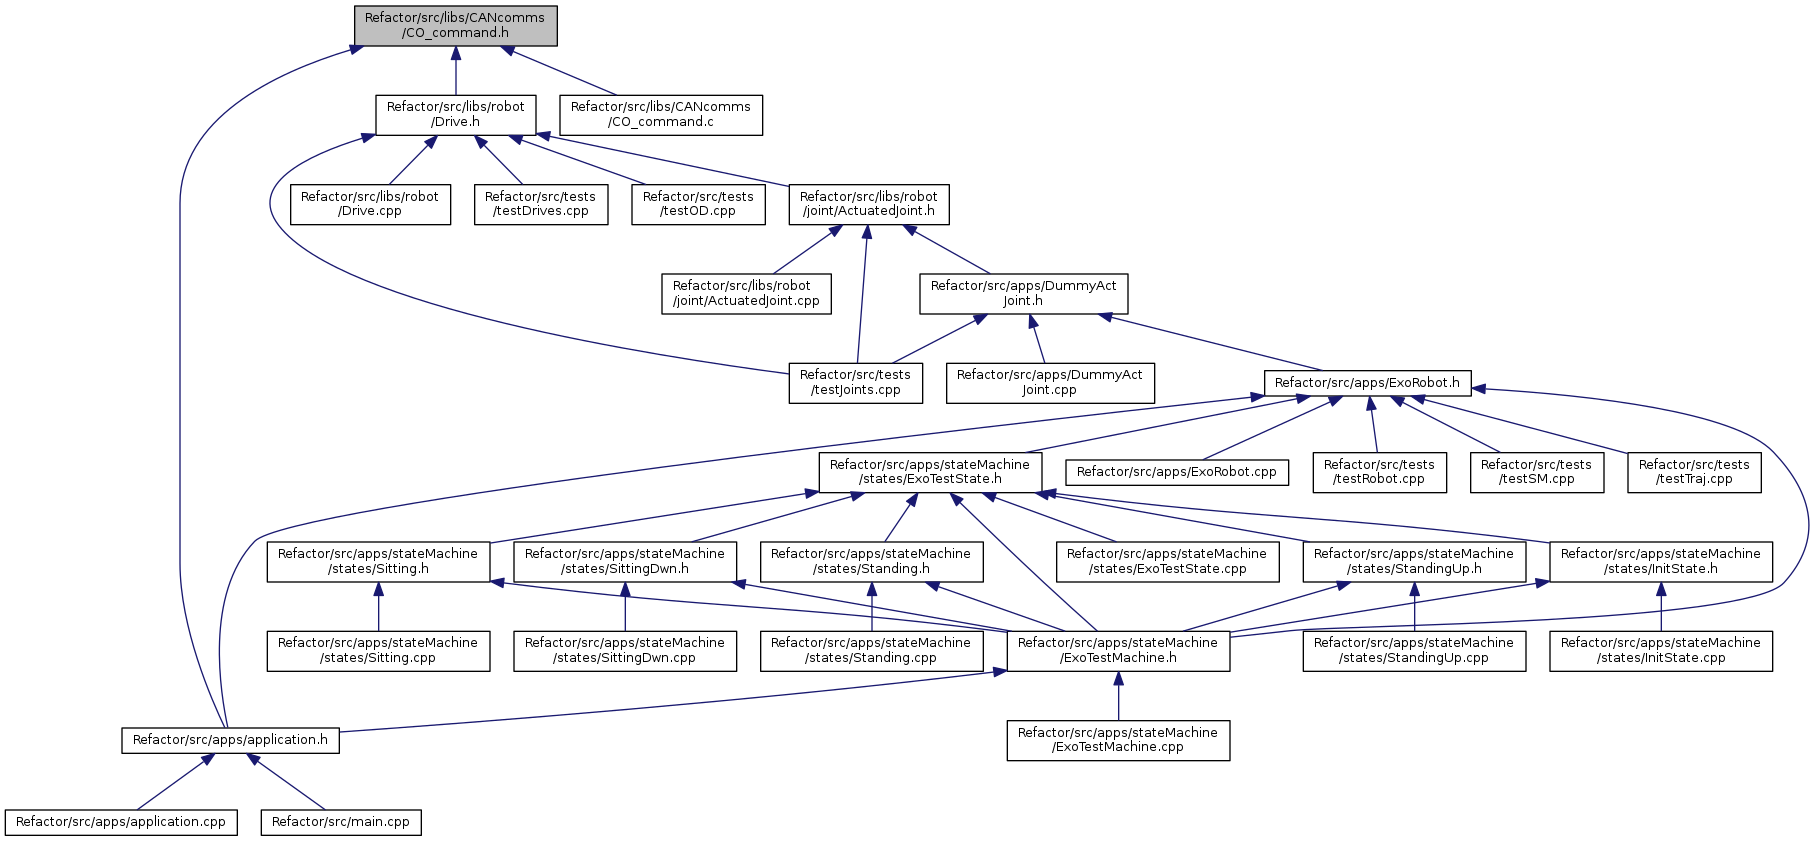 Refactor/src/libs/CANcomms
/CO_command.h
Refactor/src/libs/robot
/Drive.h
Refactor/src/libs/CANcomms
/CO_command.c
Refactor/src/libs/robot
/Drive.cpp
Refactor/src/tests
/testDrives.cpp
Refactor/src/tests
/testOD.cpp
Refactor/src/libs/robot
/joint/ActuatedJoint.h
Refactor/src/libs/robot
/joint/ActuatedJoint.cpp
Refactor/src/apps/DummyAct
Joint.h
Refactor/src/tests
/testJoints.cpp
Refactor/src/apps/DummyAct
Joint.cpp
Refactor/src/apps/ExoRobot.h
Refactor/src/apps/stateMachine
/states/ExoTestState.h
Refactor/src/apps/ExoRobot.cpp
Refactor/src/tests
/testRobot.cpp
Refactor/src/tests
/testSM.cpp
Refactor/src/tests
/testTraj.cpp
Refactor/src/apps/stateMachine
/states/Sitting.h
Refactor/src/apps/stateMachine
/states/SittingDwn.h
Refactor/src/apps/stateMachine
/states/Standing.h
Refactor/src/apps/stateMachine
/states/ExoTestState.cpp
Refactor/src/apps/stateMachine
/states/StandingUp.h
Refactor/src/apps/stateMachine
/states/InitState.h
Refactor/src/apps/stateMachine
/states/Sitting.cpp
Refactor/src/apps/stateMachine
/states/SittingDwn.cpp
Refactor/src/apps/stateMachine
/states/Standing.cpp
Refactor/src/apps/stateMachine
/ExoTestMachine.h
Refactor/src/apps/stateMachine
/states/StandingUp.cpp
Refactor/src/apps/stateMachine
/states/InitState.cpp
Refactor/src/apps/application.h
Refactor/src/apps/stateMachine
/ExoTestMachine.cpp
Refactor/src/apps/application.cpp
Refactor/src/main.cpp